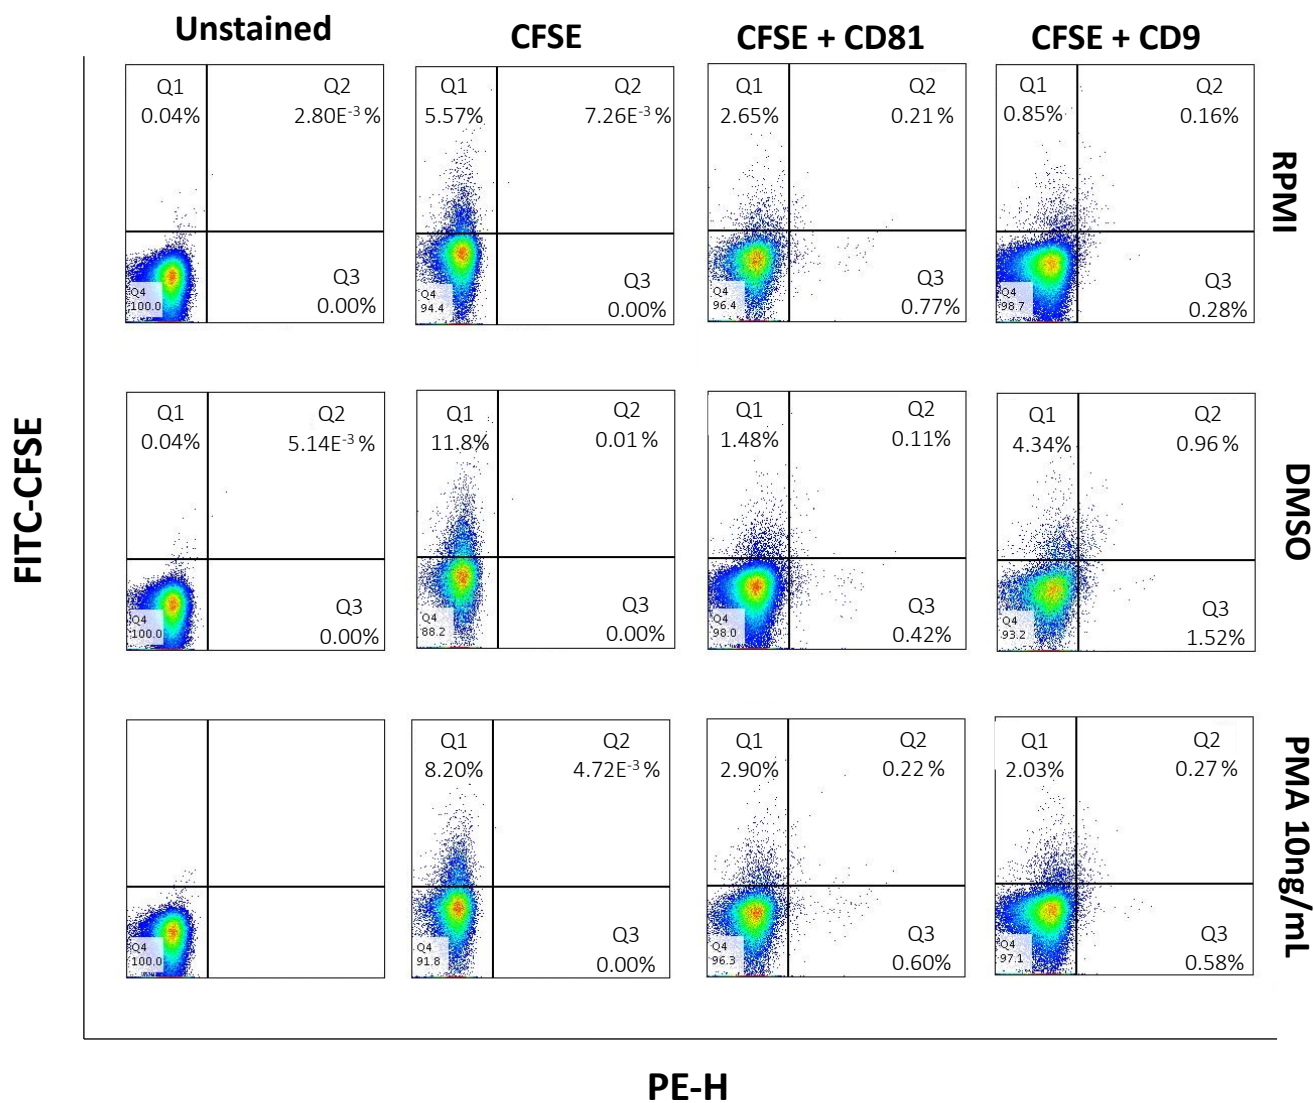 Unstained
CFSE
CFSE + CD81
CFSE + CD9
Q1
0.04%
Q2
2.80E-3 %
Q3
0.00%
Q4
100.0
Q1
5.57%
Q2
7.26E-3 %
Q3
0.00%
Q4
94.4
Q1
2.65%
Q2
0.21 %
Q3
0.77%
Q4
96.4
Q1
0.85%
Q2
0.16%
Q3
0.28%
Q4
98.7
RPMI
Q1
0.04%
Q2
5.14E-3 %
Q3
0.00%
Q4
100.0
Q1
11.8%
Q2
0.01 %
Q3
0.00%
Q4
88.2
Q1
1.48%
Q2
0.11%
Q3
0.42%
Q4
98.0
Q1
4.34%
Q2
0.96 %
Q3
1.52%
Q4
93.2
DMSO
Q4
100.0
Q1
8.20%
Q2
4.72E-3 %
Q3
0.00%
Q4
91.8
Q1
2.90%
Q2
0.22 %
Q3
0.60%
Q4
96.3
Q1
2.03%
Q2
0.27 %
Q3
0.58%
Q4
97.1
PMA 10ng/mL
FITC-CFSE
PE-H